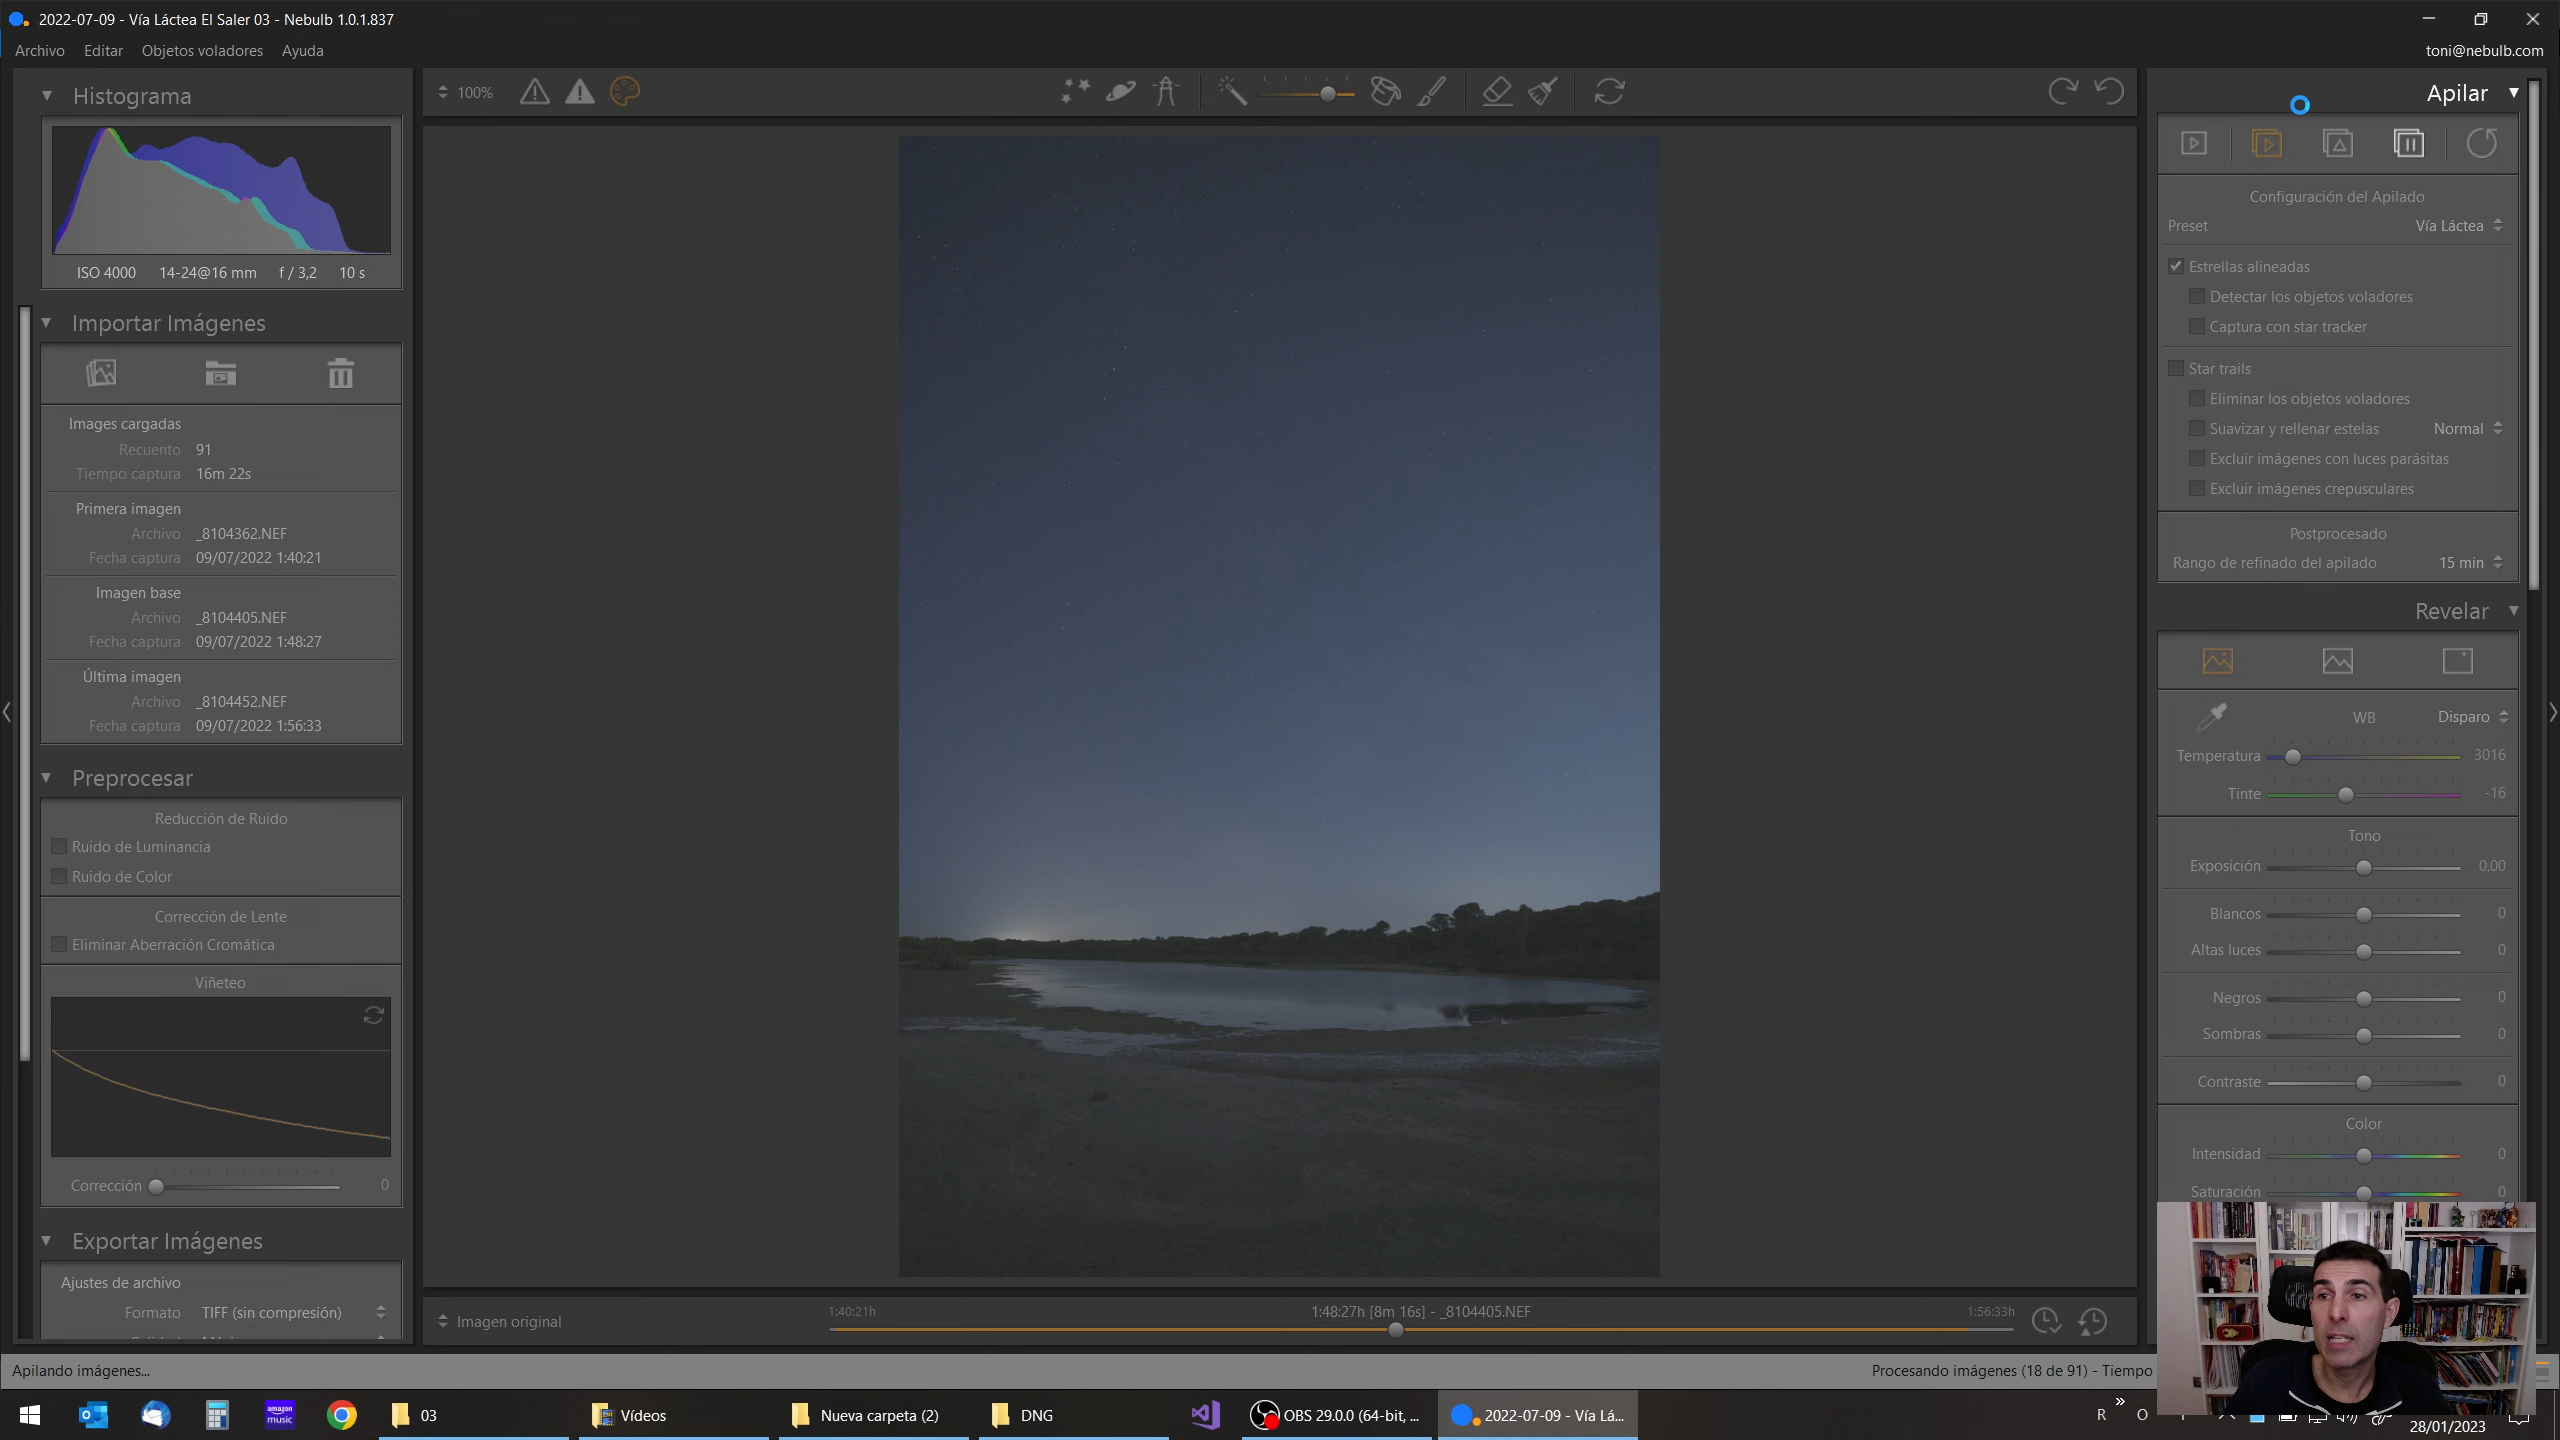 2022-07-09 - Vía Láctea El Saler 03 - Nebulb 1.0.1.837
Archivo Editar Objetos voladores Ayuda
toni@nebulb.com
Histograma
ISO 4000 14-24@16 mm f / 3,2 10 s
Importar Imágenes
Images cargadas
Recuento 91
Tiempo captura 16m 22s
Primera imagen
Archivo _8104362.NEF
Fecha captura 09/07/2022 1:40:21
Imagen base
Archivo _8104405.NEF
Fecha captura 09/07/2022 1:48:27
Última imagen
Archivo _8104452.NEF
Fecha captura 09/07/2022 1:56:33
Preprocesar
Reducción de Ruido
Ruido de Luminancia
Ruido de Color
Corrección de Lente
Eliminar Aberración Cromática
Viñeteo
Corrección 0
Exportar Imágenes
Ajustes de archivo
Formato TIFF (sin compresión)
100%
Imagen original
1:40:21h
1:48:27h [8m 16s] - _8104405.NEF
1:56:33h
Apilar
Configuración del Apilado
Preset Vía Láctea
Estrellas alineadas
Detectar los objetos voladores
Captura con star tracker
Star trails
Eliminar los objetos voladores
Suavizar y rellenar estelas Normal
Excluir imágenes con luces parásitas
Excluir imágenes crepusculares
Postprocesado
Rango de refinado del apilado 15 min
Revelar
WB Disparo
Temperatura 3016
Tinte -16
Tono
Exposición 0,00
Blancos 0
Altas luces 0
Negros 0
Sombras 0
Contraste 0
Color
Intensidad 0
Saturación 0
Apilando imágenes...
Procesando imágenes (18 de 91) - Tiempo
amazon music
03
Vídeos
Nueva carpeta (2)
DNG
OBS 29.0.0 (64-bit, ...
2022-07-09 - Vía Lá...
R
O
28/01/2023